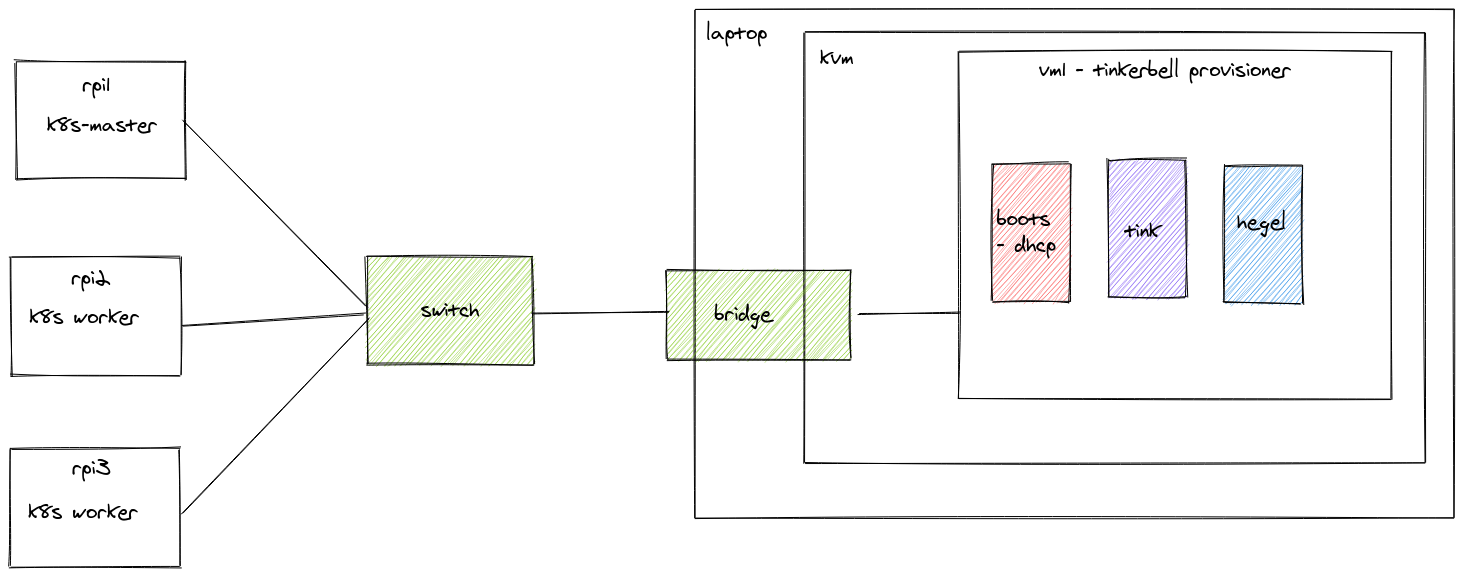 laptop
kvm
vm1 - tinkerbell provisioner
rpi1
k8s-master
boots
- dhcp
tink
hegel
rpi2
k8s worker
switch
bridge
rpi3
k8s worker